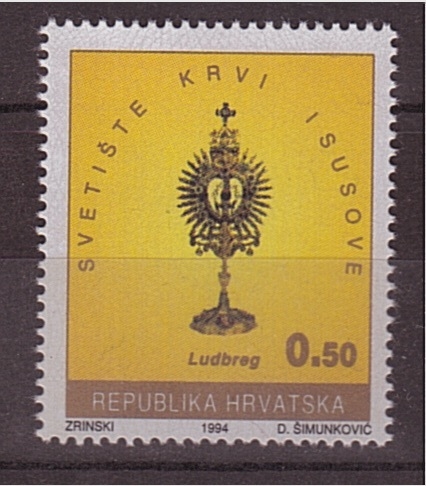 SVETIŠTE KRVI ISUSOVE
Ludbreg
0.50
REPUBLIKA HRVATSKA
ZRINSKI 1994 D. ŠIMUNKOVIĆ